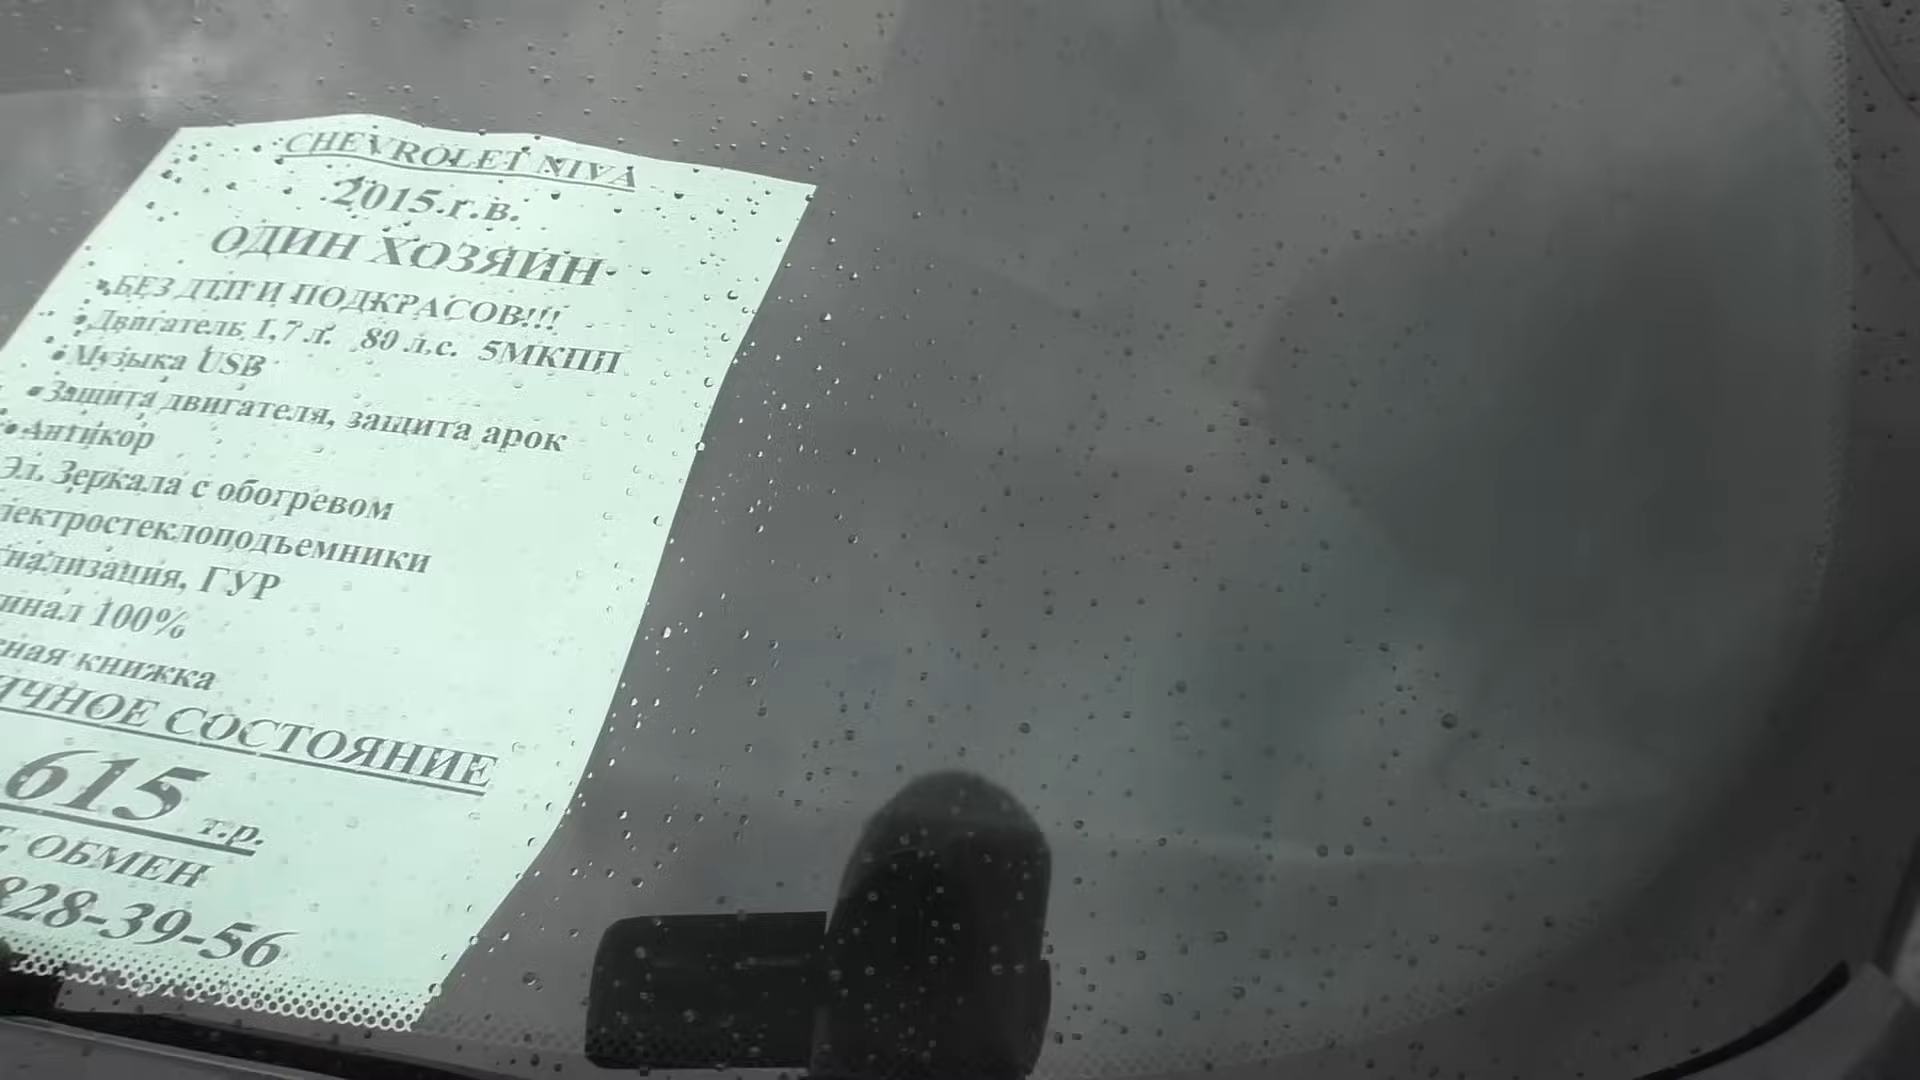 CHEVROLET NIVA
2015 г.в.
ОДИН ХОЗЯИН
•БЕЗ ДТП И ПОДКРАСОВ!!!
•Двигатель 1,7 л. 80 л.с. 5МКПП
•Музыка USB
•Защита двигателя, защита арок
•Антикор
Эл. Зеркала с обогревом
лектростеклоподъемники
гнализация, ГУР
инал 100%
ная книжка
ИЧНОЕ СОСТОЯНИЕ
615 т.р.
ОБМЕН
828-39-56